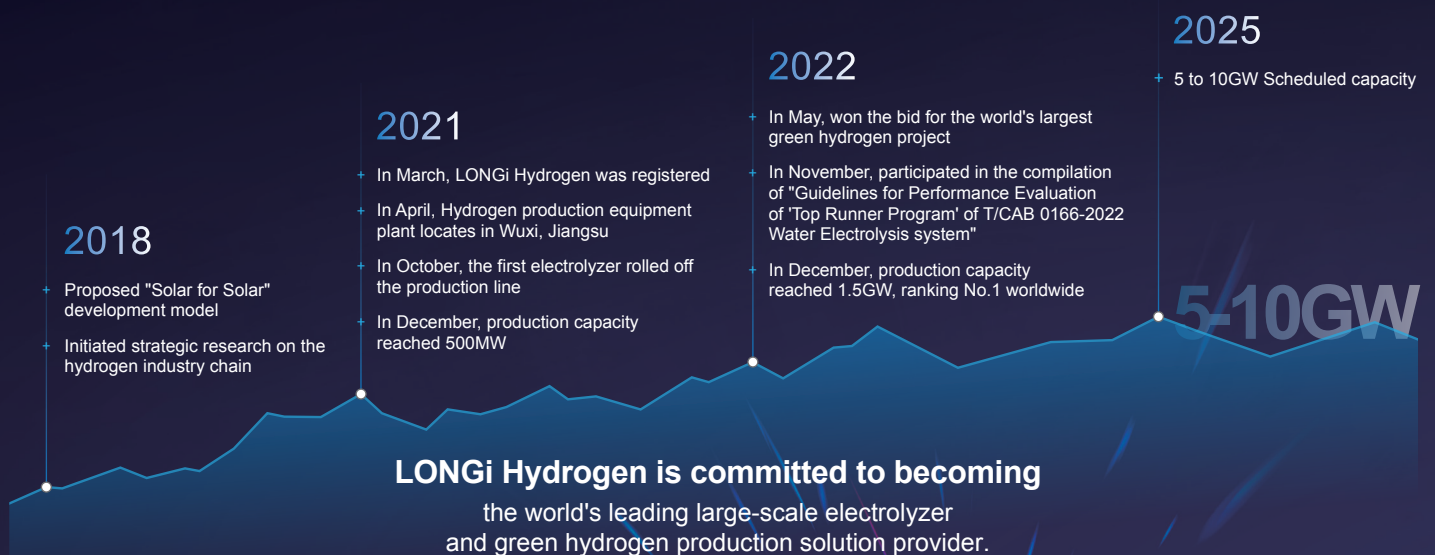 2018
Proposed "Solar for Solar"
development model
Initiated strategic research on the
hydrogen industry chain
2021
In March, LONGi Hydrogen was registered
In April, Hydrogen production equipment
plant locates in Wuxi, Jiangsu
In October, the first electrolyzer rolled off
the production line
In December, production capacity
reached 500MW
2022
In May, won the bid for the world's largest
green hydrogen project
In November, participated in the compilation
of "Guidelines for Performance Evaluation
of 'Top Runner Program' of T/CAB 0166-2022
Water Electrolysis system"
In December, production capacity
reached 1.5GW, ranking No.1 worldwide
2025
5 to 10GW Scheduled capacity
5-10GW
LONGi Hydrogen is committed to becoming
the world's leading large-scale electrolyzer
and green hydrogen production solution provider.